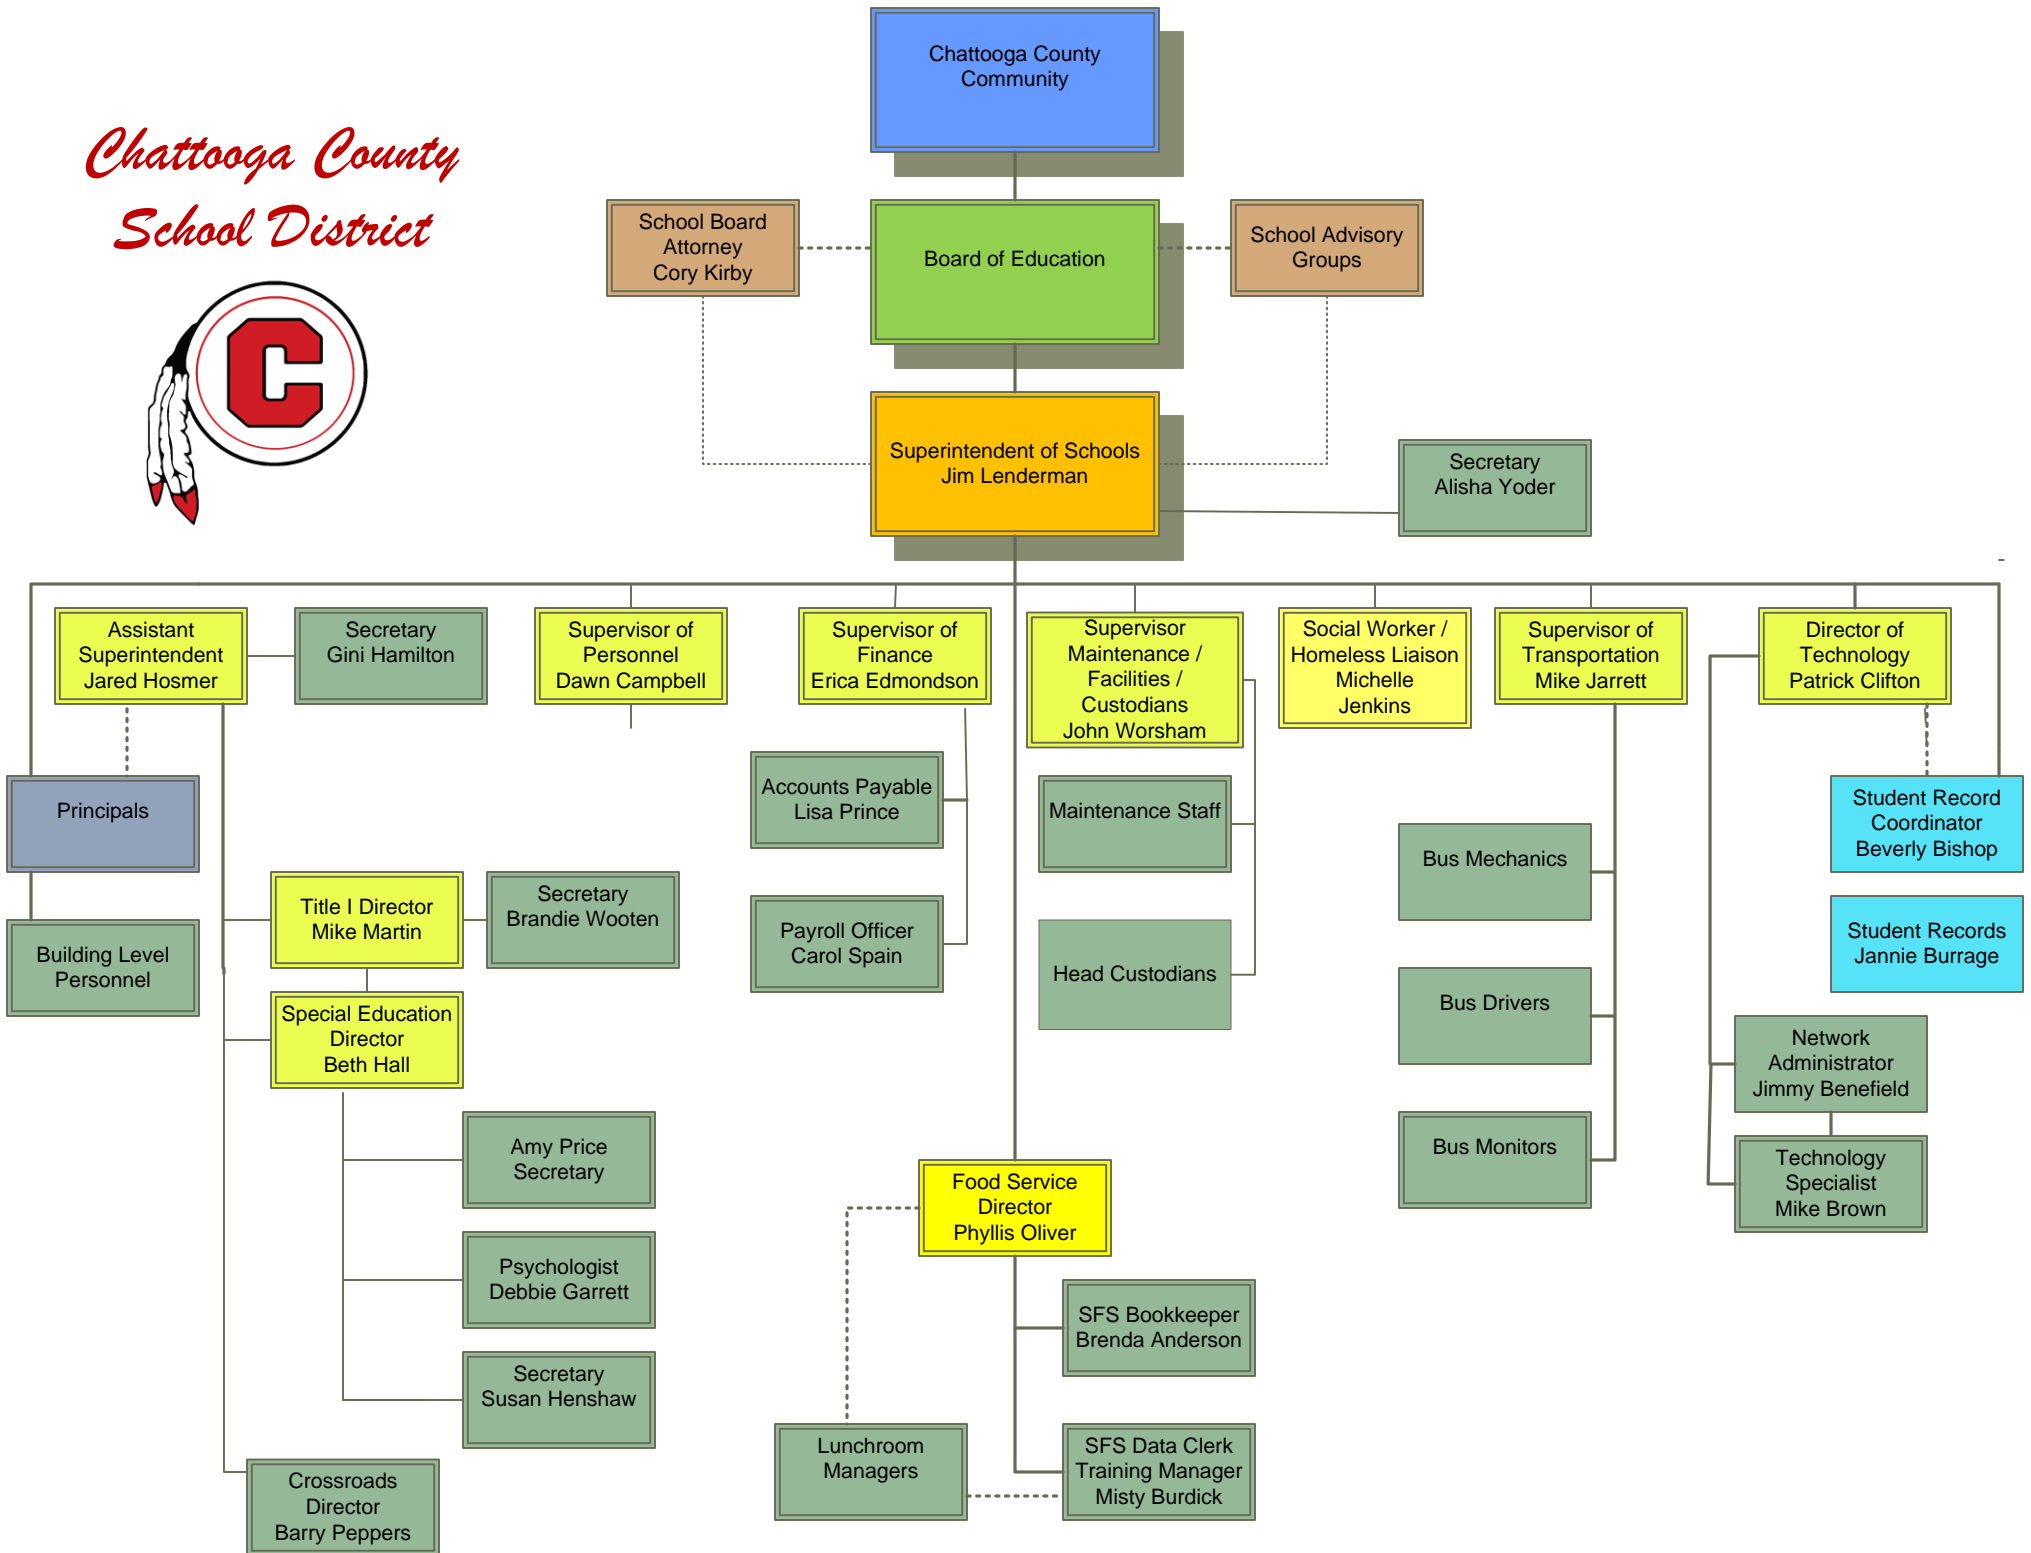 Chattooga County
Community
Chattooga County
School District
C
School Board
Attorney
Cory Kirby
Board of Education
School Advisory
Groups
Superintendent of Schools
Jim Lenderman
Secretary
Alisha Yoder
Assistant
Superintendent
Jared Hosmer
Secretary
Gini Hamilton
Supervisor of
Personnel
Dawn Campbell
Supervisor of
Finance
Erica Edmondson
Supervisor
Maintenance /
Facilities /
Custodians
John Worsham
Social Worker /
Homeless Liaison
Michelle
Jenkins
Supervisor of
Transportation
Mike Jarrett
Director of
Technology
Patrick Clifton
Principals
Accounts Payable
Lisa Prince
Maintenance Staff
Bus Mechanics
Student Record
Coordinator
Beverly Bishop
Building Level
Personnel
Title I Director
Mike Martin
Secretary
Brandie Wooten
Payroll Officer
Carol Spain
Head Custodians
Bus Drivers
Student Records
Jannie Burrage
Special Education
Director
Beth Hall
Network
Administrator
Jimmy Benefield
Amy Price
Secretary
Food Service
Director
Phyllis Oliver
Bus Monitors
Technology
Specialist
Mike Brown
Psychologist
Debbie Garrett
SFS Bookkeeper
Brenda Anderson
Secretary
Susan Henshaw
Lunchroom
Managers
SFS Data Clerk
Training Manager
Misty Burdick
Crossroads
Director
Barry Peppers